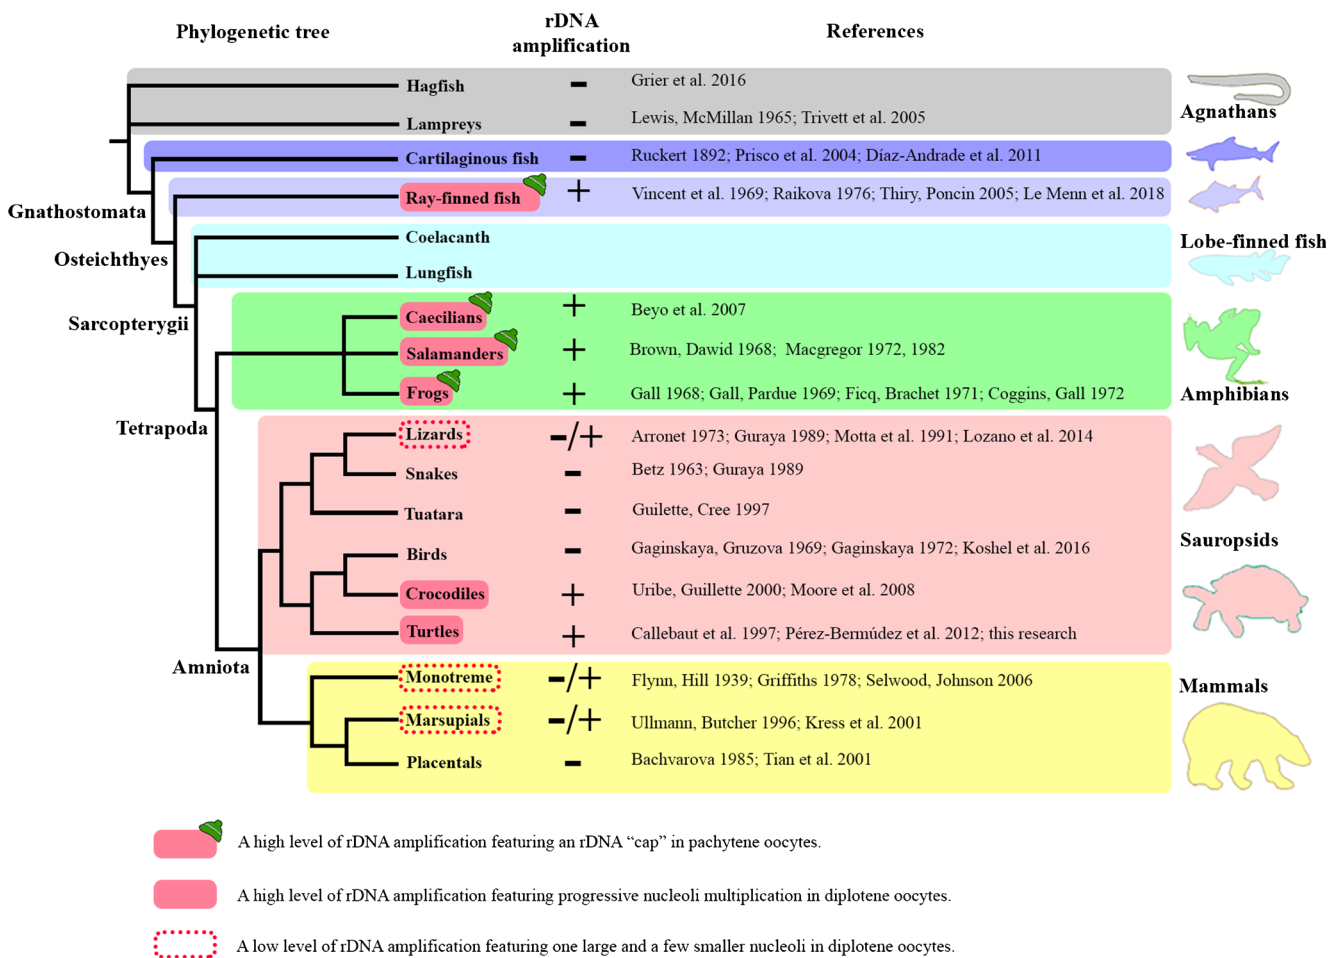 Phylogenetic tree
rDNA
amplification
References
Hagfish - Grier et al. 2016
Agnathans
Lampreys - Lewis, McMillan 1965; Trivett et al. 2005
Cartilaginous fish - Ruckert 1892; Prisco et al. 2004; Díaz-Andrade et al. 2011
Ray-finned fish + Vincent et al. 1969; Raikova 1976; Thiry, Poncin 2005; Le Menn et al. 2018
Gnathostomata
Coelacanth
Lobe-finned fish
Osteichthyes
Lungfish
Caecilians + Beyo et al. 2007
Sarcopterygii
Salamanders + Brown, Dawid 1968; Macgregor 1972, 1982
Frogs + Gall 1968; Gall, Pardue 1969; Ficq, Brachet 1971; Coggins, Gall 1972
Amphibians
Tetrapoda
Lizards -/+ Arronet 1973; Guraya 1989; Motta et al. 1991; Lozano et al. 2014
Snakes - Betz 1963; Guraya 1989
Tuatara - Guilette, Cree 1997
Sauropsids
Birds - Gaginskaya, Gruzova 1969; Gaginskaya 1972; Koshel et al. 2016
Crocodiles + Uribe, Guillette 2000; Moore et al. 2008
Turtles + Callebaut et al. 1997; Pérez-Bermúdez et al. 2012; this research
Amniota
Monotreme -/+ Flynn, Hill 1939; Griffiths 1978; Selwood, Johnson 2006
Mammals
Marsupials -/+ Ullmann, Butcher 1996; Kress et al. 2001
Placentals - Bachvarova 1985; Tian et al. 2001
A high level of rDNA amplification featuring an rDNA “cap” in pachytene oocytes.
A high level of rDNA amplification featuring progressive nucleoli multiplication in diplotene oocytes.
A low level of rDNA amplification featuring one large and a few smaller nucleoli in diplotene oocytes.